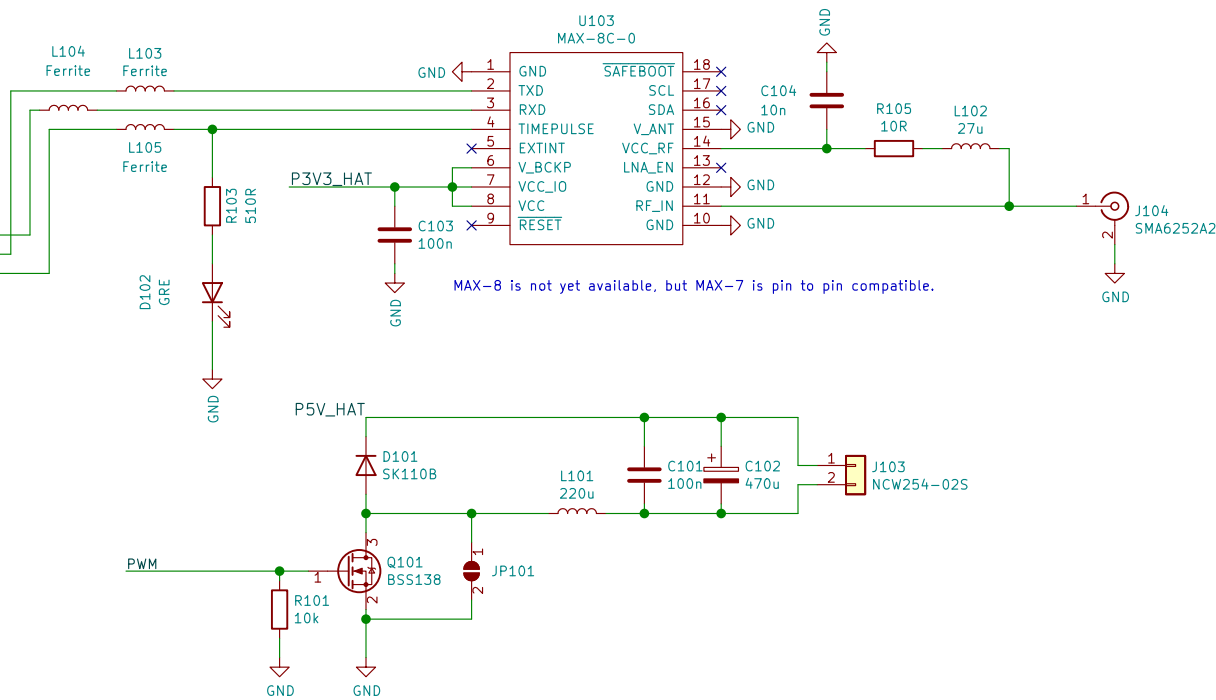 U103
MAX-8C-0
GND
L104
Ferrite
L103
Ferrite
L105
Ferrite
GND
1 GND
2 TXD
3 RXD
4 TIMEPULSE
5 EXTINT
6 V_BCKP
7 VCC_IO
8 VCC
9 RESET
SAFEBOOT 18
SCL 17
SDA 16
V_ANT 15 GND
VCC_RF 14
LNA_EN 13
GND 12 GND
RF_IN 11
GND 10 GND
C104
10n
R105
10R
L102
27u
1
2
J104
SMA6252A2
GND
P3V3_HAT
C103
100n
GND
R103
510R
D102
GRE
GND
MAX-8 is not yet available, but MAX-7 is pin to pin compatible.
P5V_HAT
D101
SK110B
L101
220u
C101
100n
+
C102
470u
1
2
J103
NCW254-02S
PWM
1
3
2
Q101
BSS138
1
2
JP101
R101
10k
GND
GND